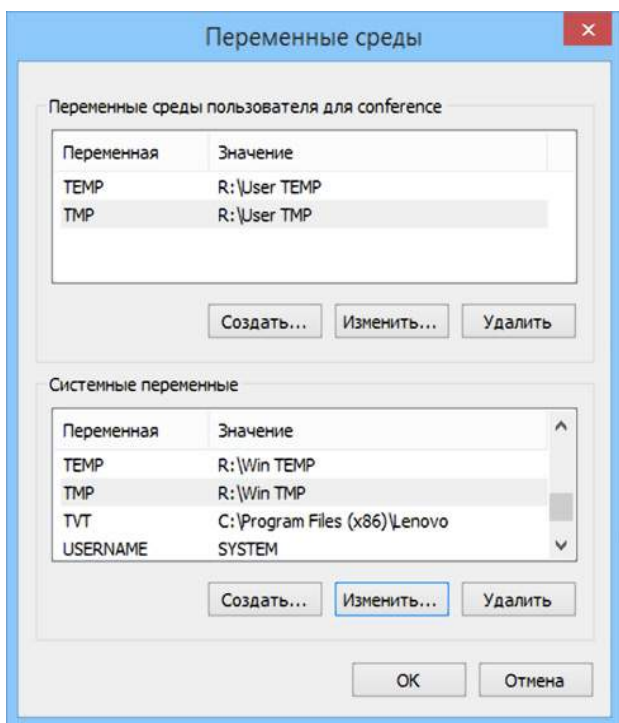 Переменные среды
Переменные среды пользователя для conference
Переменная Значение
TEMP R:\User TEMP
TMP R:\User TMP
Создать... Изменить... Удалить
Системные переменные
Переменная Значение
TEMP R:\Win TEMP
TMP R:\Win TMP
TVT C:\Program Files (x86)\Lenovo
USERNAME SYSTEM
Создать... Изменить... Удалить
OK Отмена